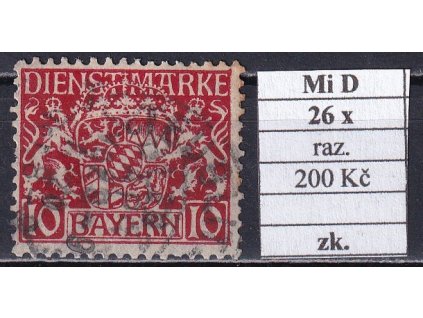 DIENSTMARKE
10 BAYERN 10
Mi D
26 x
raz.
200 Kč
zk.